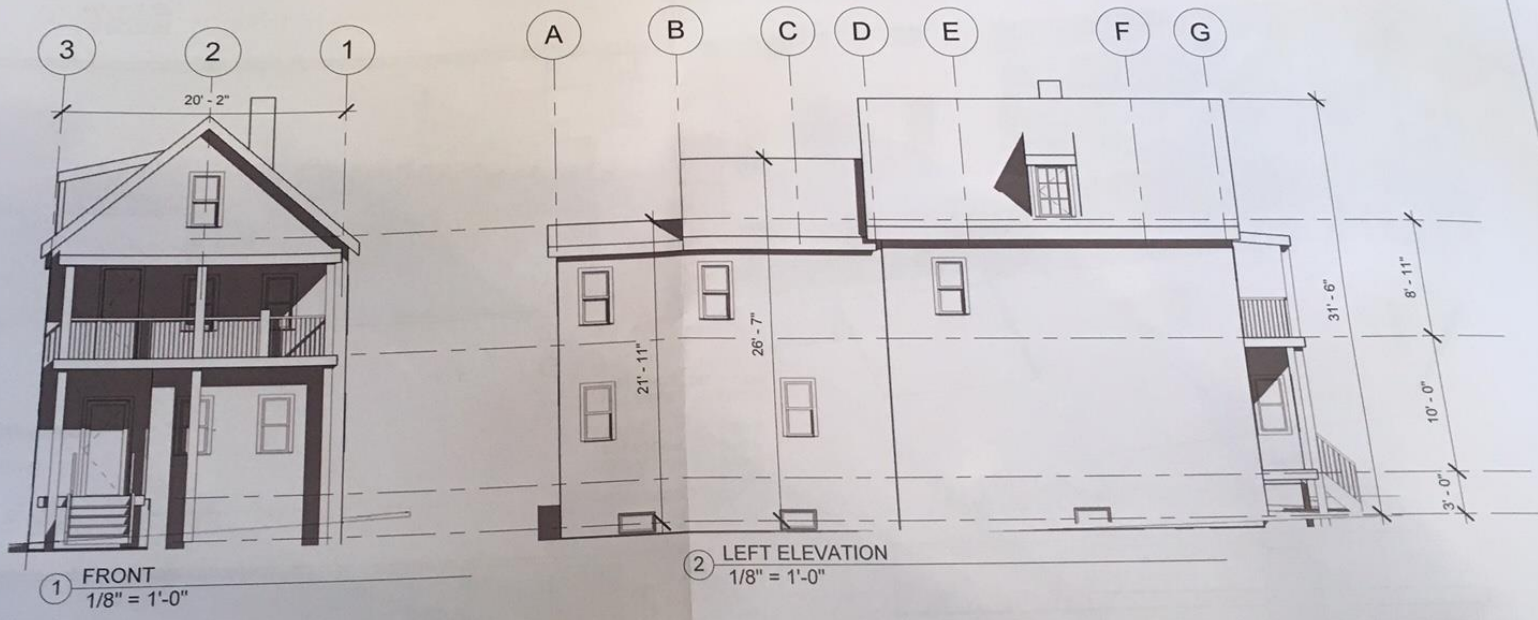 3
2
1
A
B
C
D
E
F
G
20' - 2"
21' - 11"
26' - 7"
31' - 6"
8' - 11"
10' - 0"
3' - 0"
1 FRONT
1/8" = 1'-0"
2 LEFT ELEVATION
1/8" = 1'-0"